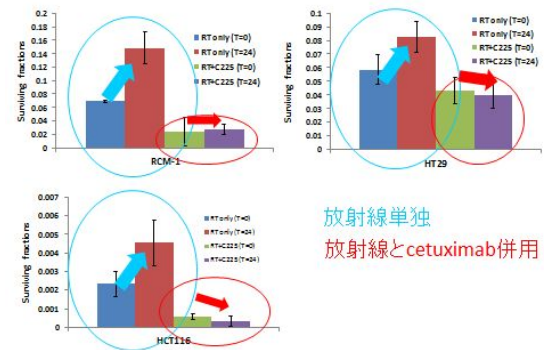 Surviving fractions
0.2
0.18
0.16
0.14
0.12
0.1
0.08
0.06
0.04
0.02
0
RT only (T=0)
RT only (T=24)
RT+C225 (T=0)
RT+C225 (T=24)
RCM-1
Surviving fractions
0.1
0.09
0.08
0.07
0.06
0.05
0.04
0.03
0.02
0.01
0
RT only (T=0)
RT only (T=24)
RT+C225 (T=0)
RT+C225 (T=24)
HT29
Surviving fractions
0.007
0.006
0.005
0.004
0.003
0.002
0.001
0
RT only (T=0)
RT only (T=24)
RT+C225 (T=0)
RT+C225 (T=24)
HCT116
放射線単独
放射線とcetuximab併用